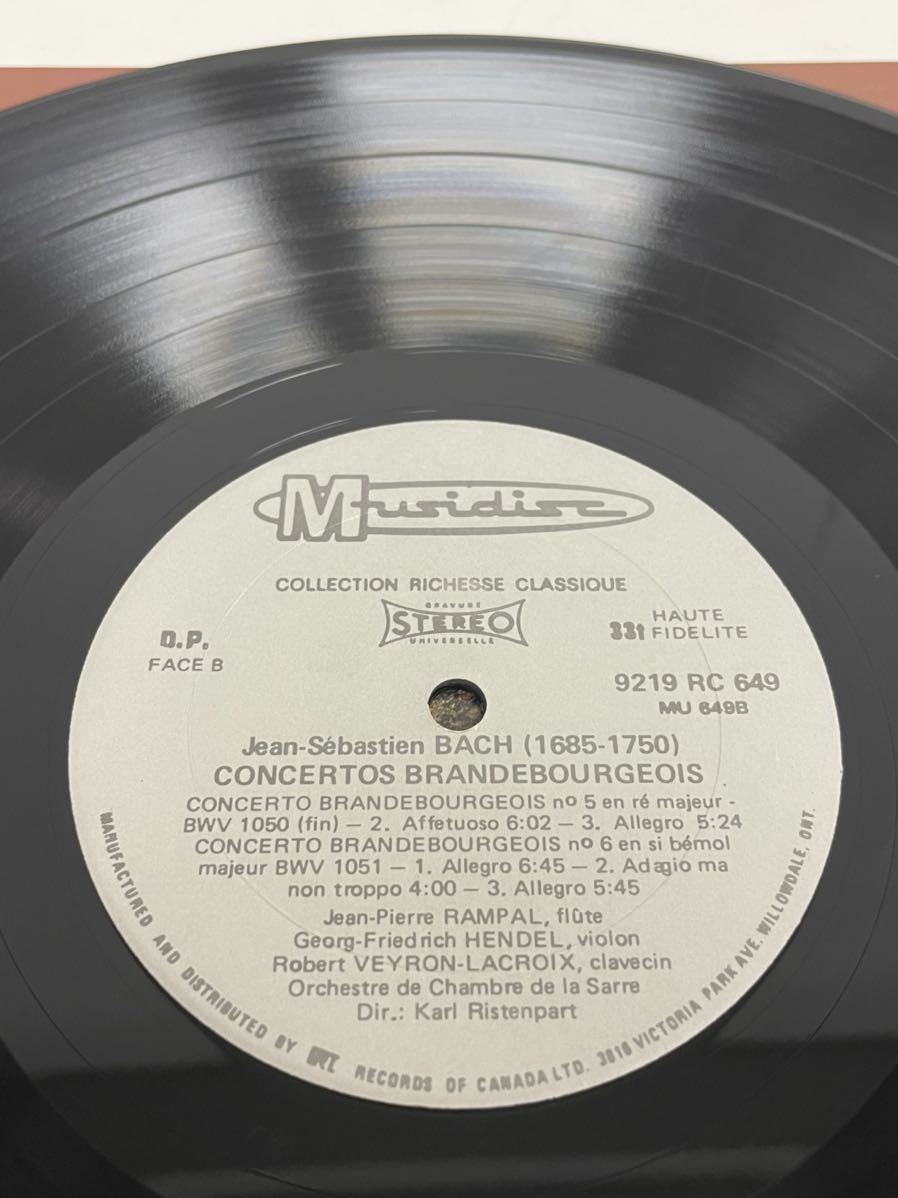 Musidisc
COLLECTION RICHESSE CLASSIQUE
GRAVURE
STEREO
UNIVERSELLE
D.P.
FACE B
33t HAUTE FIDELITE
9219 RC 649
MU 649B
Jean-Sébastien BACH (1685-1750)
CONCERTOS BRANDEBOURGEOIS
CONCERTO BRANDEBOURGEOIS no 5 en ré majeur -
BWV 1050 (fin) — 2. Affetuoso 6:02 — 3. Allegro 5:24
CONCERTO BRANDEBOURGEOIS no 6 en si bémol
majeur BWV 1051 — 1. Allegro 6:45 — 2. Adagio ma
non troppo 4:00 — 3. Allegro 5:45
Jean-Pierre RAMPAL, flûte
Georg-Friedrich HENDEL, violon
Robert VEYRON-LACROIX, clavecin
Orchestre de Chambre de la Sarre
Dir.: Karl Ristenpart
MANUFACTURED AND DISTRIBUTED BY RECORDS OF CANADA LTD. 3810 VICTORIA PARK AVE. WILLOWDALE, ONT.